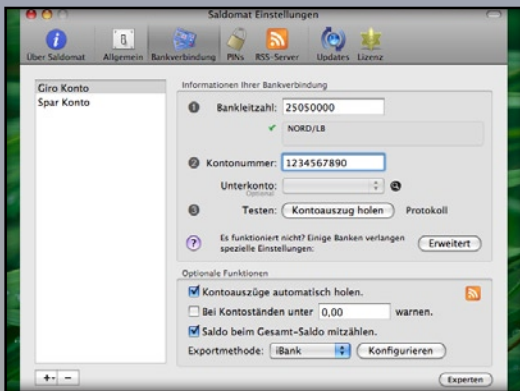 Saldomat Einstellungen
Über Saldomat Allgemein Bankverbindung PINs RSS-Server Updates Lizenz
Giro Konto
Spar Konto
Informationen Ihrer Bankverbindung
1 Bankleitzahl: 25050000
NORD/LB
2 Kontonummer: 1234567890
Unterkonto:
Optional
3 Testen: Kontoauszug holen Protokoll
? Es funktioniert nicht? Einige Banken verlangen
spezielle Einstellungen:
Erweitert
Optionale Funktionen
Kontoauszüge automatisch holen.
Bei Kontoständen unter 0,00 warnen.
Saldo beim Gesamt-Saldo mitzählen.
Exportmethode: iBank Konfigurieren
Experten